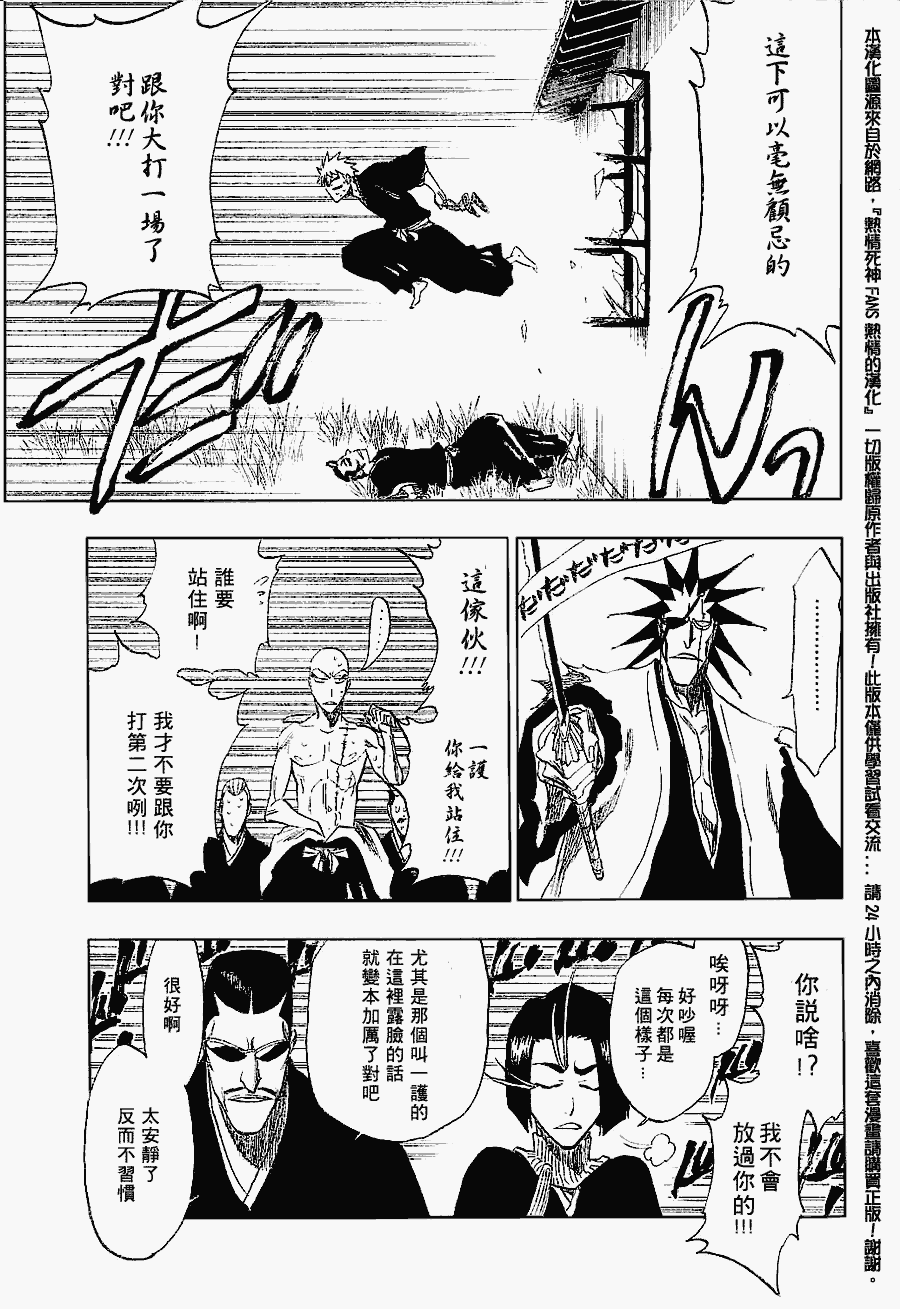 這下可以毫無顧忌的
跟你大打一場了
對吧!!!
んっ
だ
…………
だだだだだ
這傢伙!!!
一護
你給我站住!!!
……
誰要
站住啊!
我才不要跟你
打第二次咧!!!
你說啥!?
我不會
放過你的!!!
唉呀呀…
好吵喔
每次都是
這個樣子…
尤其是那個叫一護的
在這裡露臉的話
就變本加厲了對吧
很好啊
太安靜了
反而不習慣
本漢化圖源來自於網路,『熱情死神FANS熱情的漢化』一切版權歸原作者與出版社擁有!此版本僅供學習試看交流... 請24小時之內消除,喜歡這套漫畫請購買正版!謝謝。